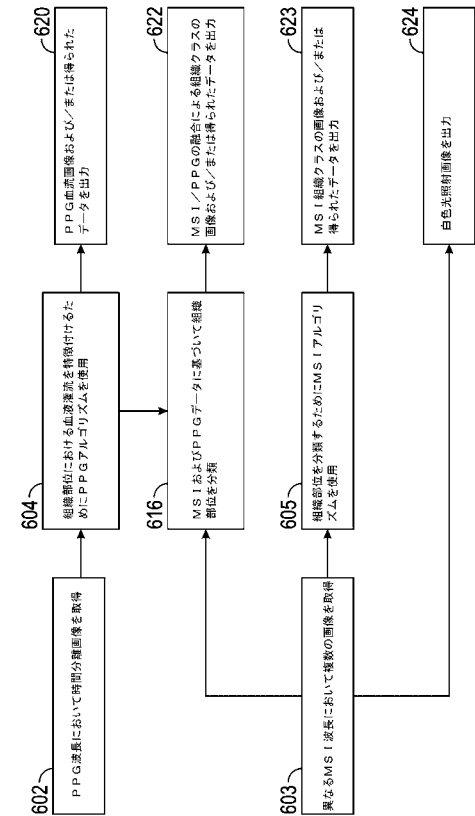 602
PPG波長において時間分離画像を取得
604
組織部位における血液灌流を特徴付けるた
めにPPGアルゴリズムを使用
620
PPG血流画像および/または得られた
データを出力
616
MSIおよびPPGデータに基づいて組織
部位を分類
622
MSI/PPGの融合による組織クラスの
画像および/または得られたデータを出力
603
異なるMSI波長において複数の画像を取得
605
組織部位を分類するためにMSIアルゴリ
ズムを使用
623
MSI組織クラスの画像および/または
得られたデータを出力
624
白色光照射画像を出力